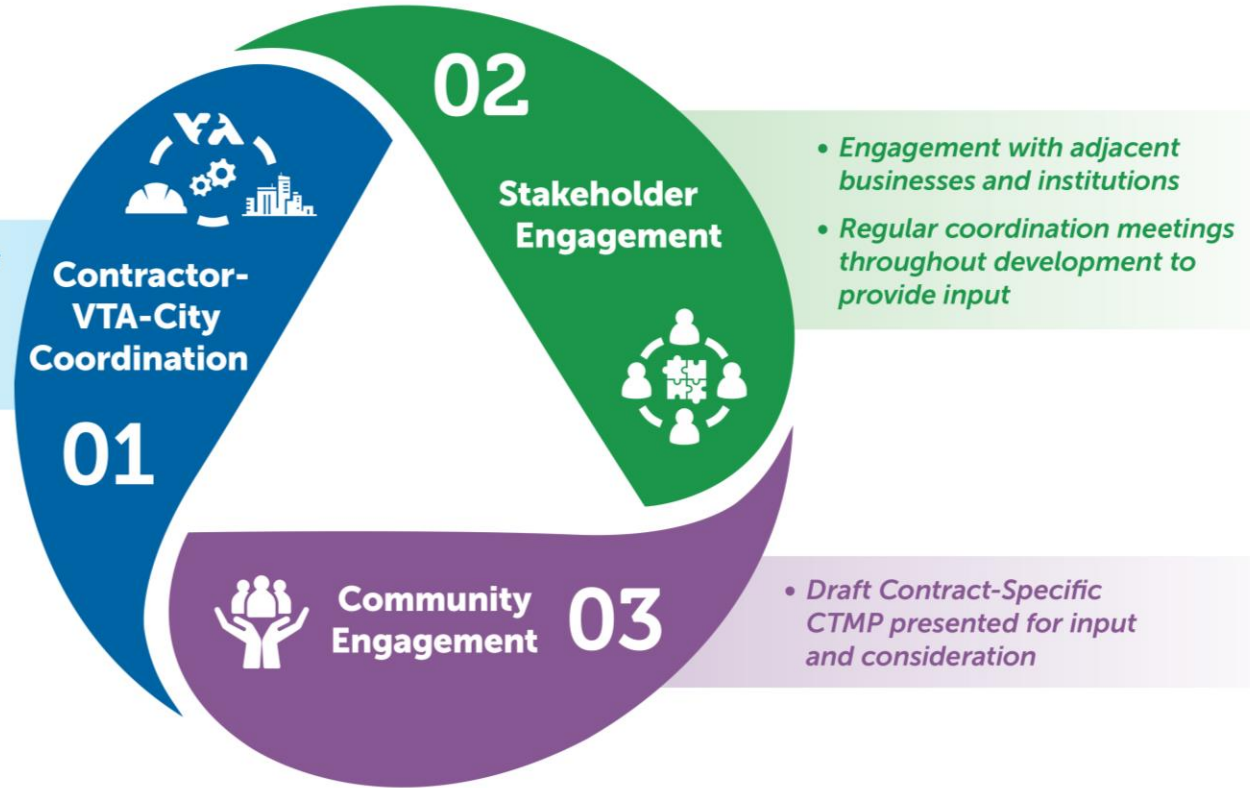 VTA
Contractor-
VTA-City
Coordination
01
02
Stakeholder
Engagement
• Engagement with adjacent
businesses and institutions
• Regular coordination meetings
throughout development to
provide input
Community
Engagement
03
• Draft Contract-Specific
CTMP presented for input
and consideration